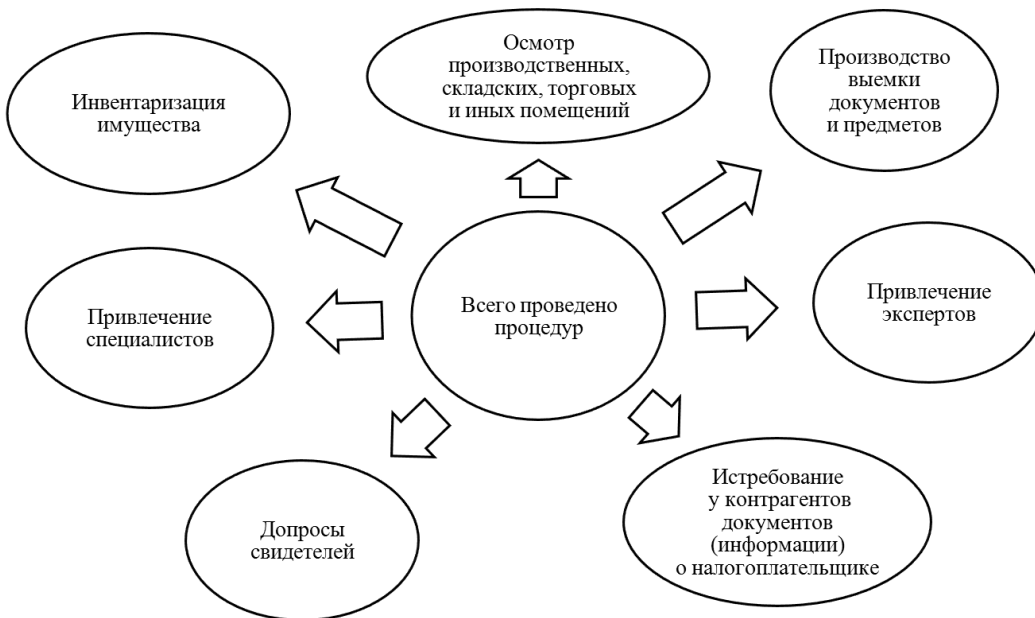 Осмотр
производственных,
складских, торговых
и иных помещений
Производство
выемки
документов
и предметов
Инвентаризация
имущества
Всего проведено
процедур
Привлечение
экспертов
Привлечение
специалистов
Истребование
у контрагентов
документов
(информации)
о налогоплательщике
Допросы
свидетелей